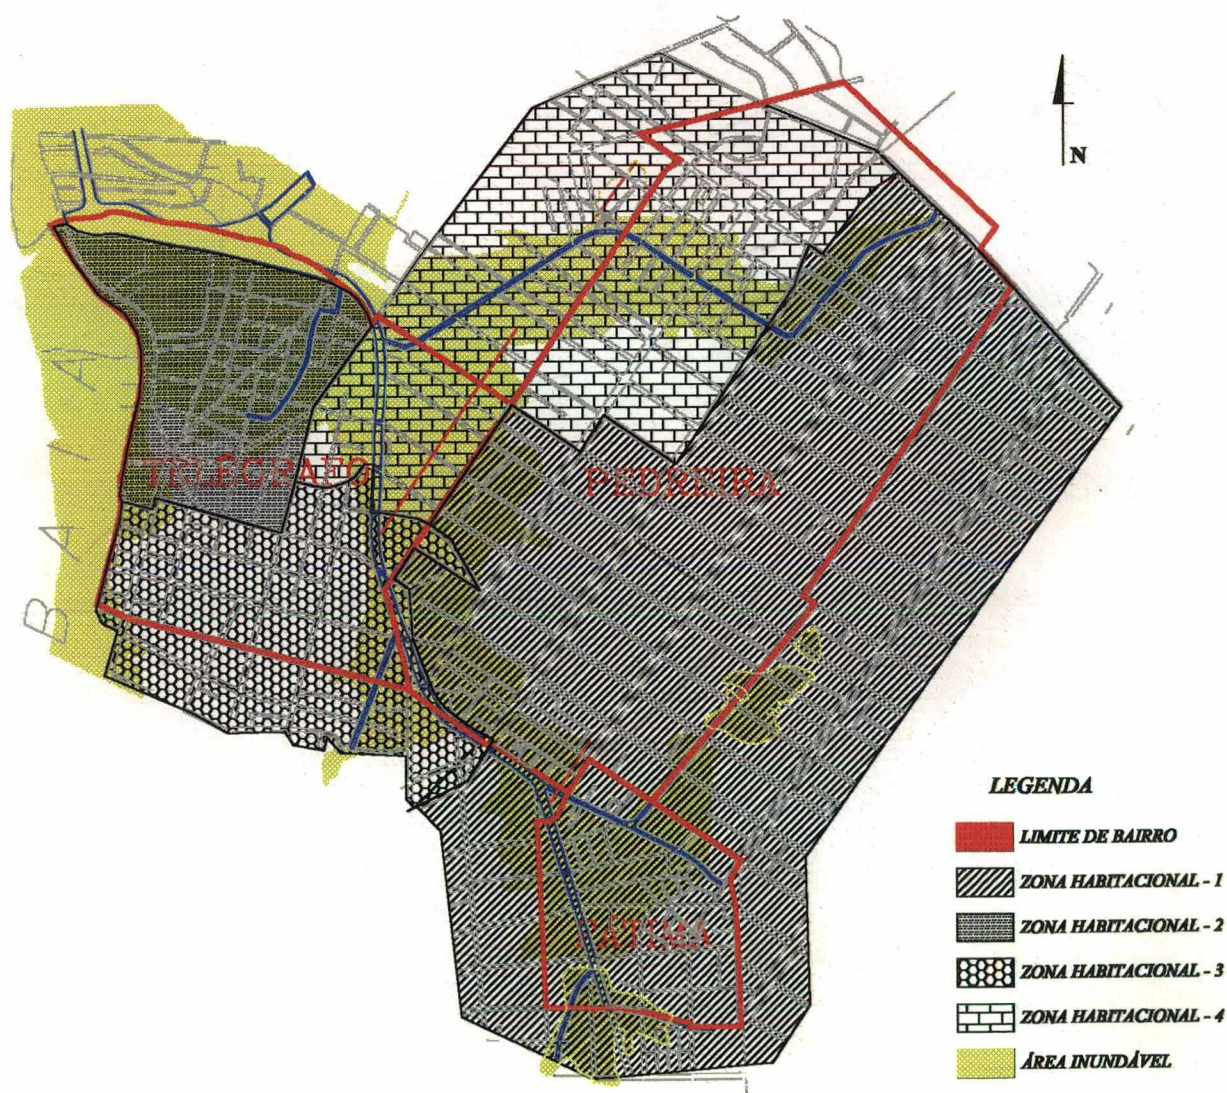 N
TELÉGRAFO
PEDREIRA
BAIA
FÁTIMA
LEGENDA
LIMITE DE BAIRRO
ZONA HABITACIONAL - 1
ZONA HABITACIONAL - 2
ZONA HABITACIONAL - 3
ZONA HABITACIONAL - 4
ÁREA INUNDÁVEL